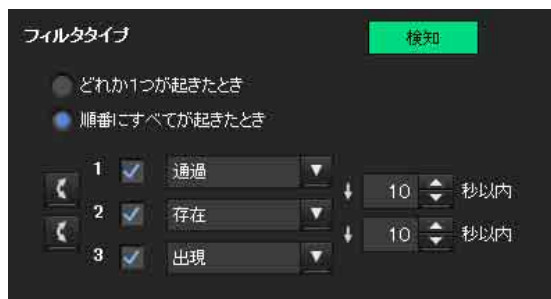 フィルタタイプ 検知
どれか1つが起きたとき
順番にすべてが起きたとき
1 通過
10 秒以内
2 存在
10 秒以内
3 出現